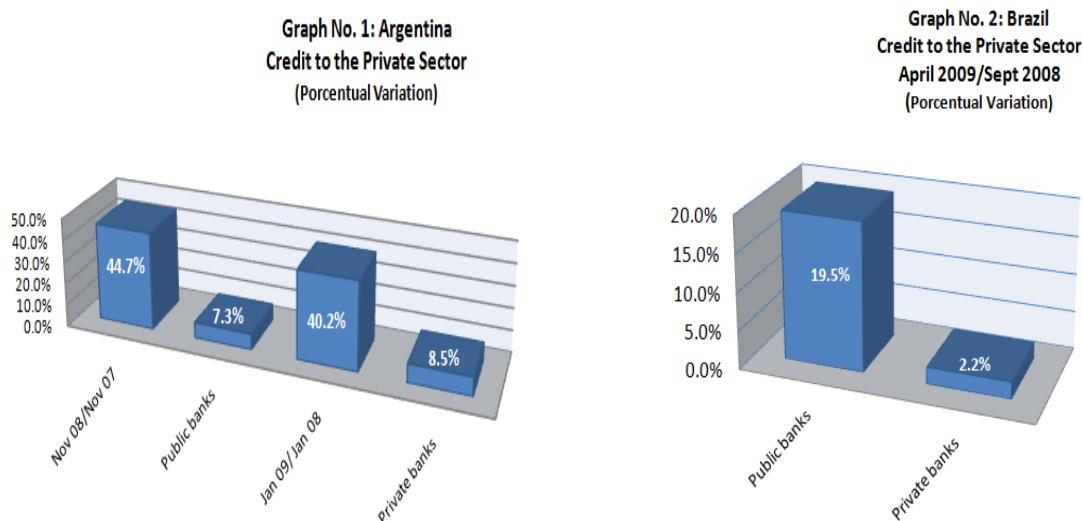 Graph No. 1: Argentina
Credit to the Private Sector
(Porcentual Variation)
50.0%
40.0%
30.0%
20.0%
10.0%
0.0%
44.7%
7.3%
40.2%
8.5%
Nov 08/Nov 07
Public banks
Jan 09/Jan 08
Private banks
Graph No. 2: Brazil
Credit to the Private Sector
April 2009/Sept 2008
(Porcentual Variation)
20.0%
15.0%
10.0%
5.0%
0.0%
19.5%
2.2%
Public banks
Private banks